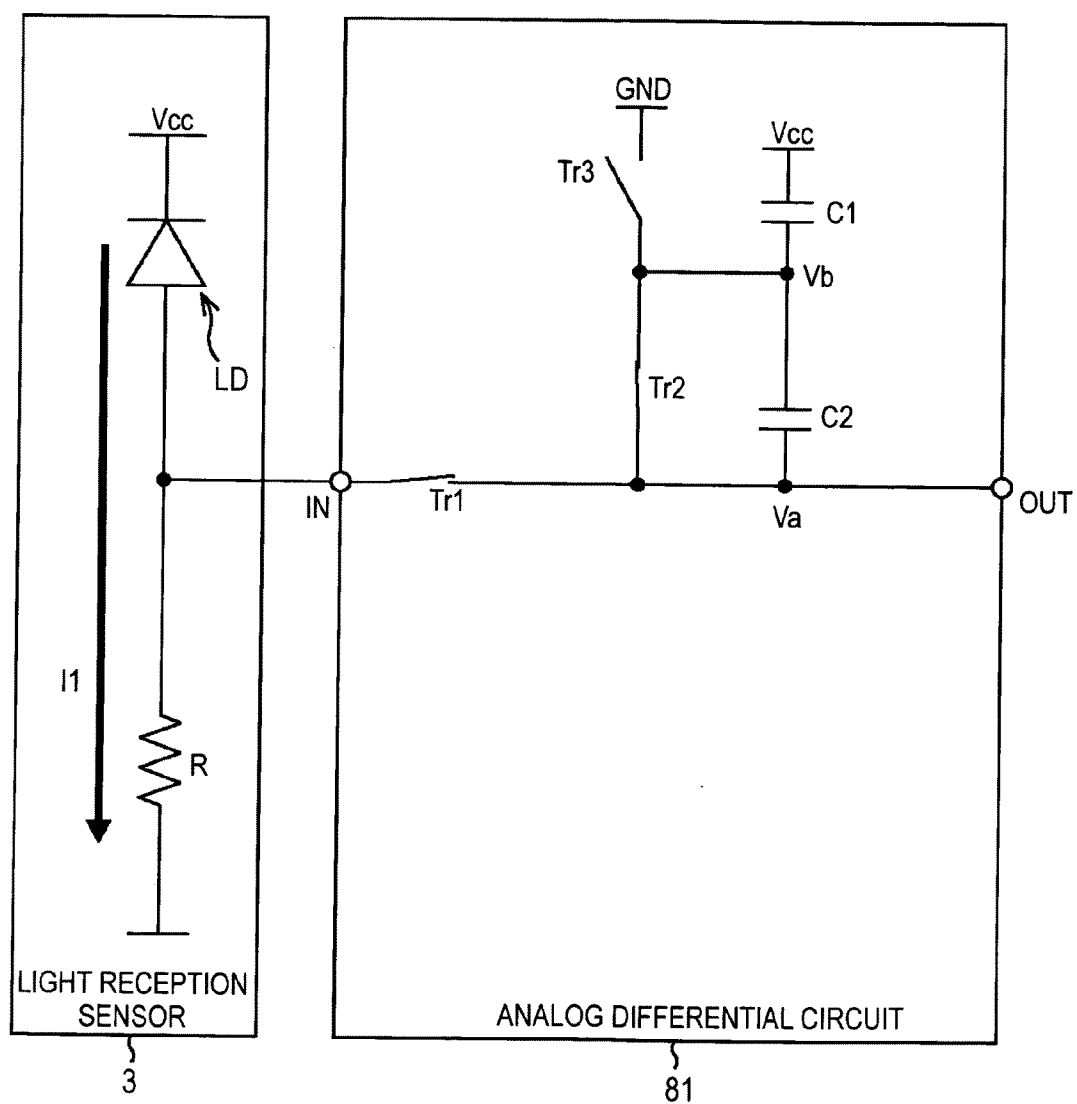 Vcc
LD
I1
R
LIGHT RECEPTION
SENSOR
3
GND
Tr3
Vcc
C1
Vb
Tr2
C2
IN
Tr1
Va
OUT
ANALOG DIFFERENTIAL CIRCUIT
81